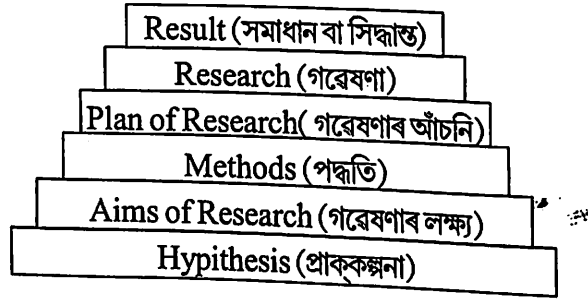 Result (সমাধান বা সিদ্ধান্ত)
Research (গৱেষণা)
Plan of Research( গৱেষণাৰ আঁচনি)
Methods (পদ্ধতি)
Aims of Research (গৱেষণাৰ লক্ষ্য)
Hypithesis (প্ৰাক্‌কল্পনা)